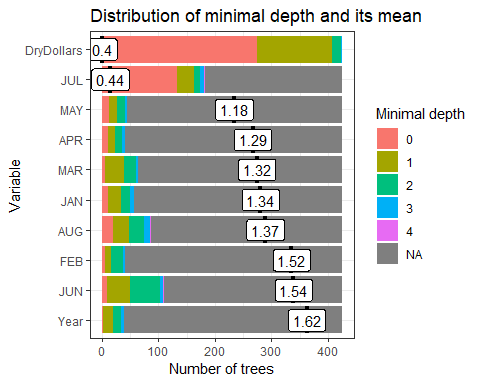 Distribution of minimal depth and its mean
Variable
DryDollars
0.4
JUL
0.44
MAY
1.18
APR
1.29
MAR
1.32
JAN
1.34
AUG
1.37
FEB
1.52
JUN
1.54
Year
1.62
0 100 200 300 400
Number of trees
Minimal depth
0
1
2
3
4
NA